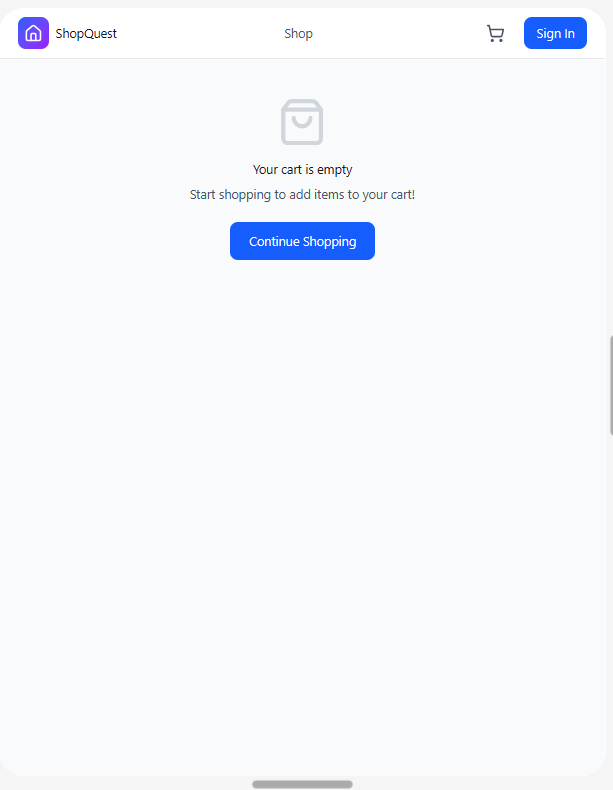 ShopQuest
Shop
Sign In
Your cart is empty
Start shopping to add items to your cart!
Continue Shopping